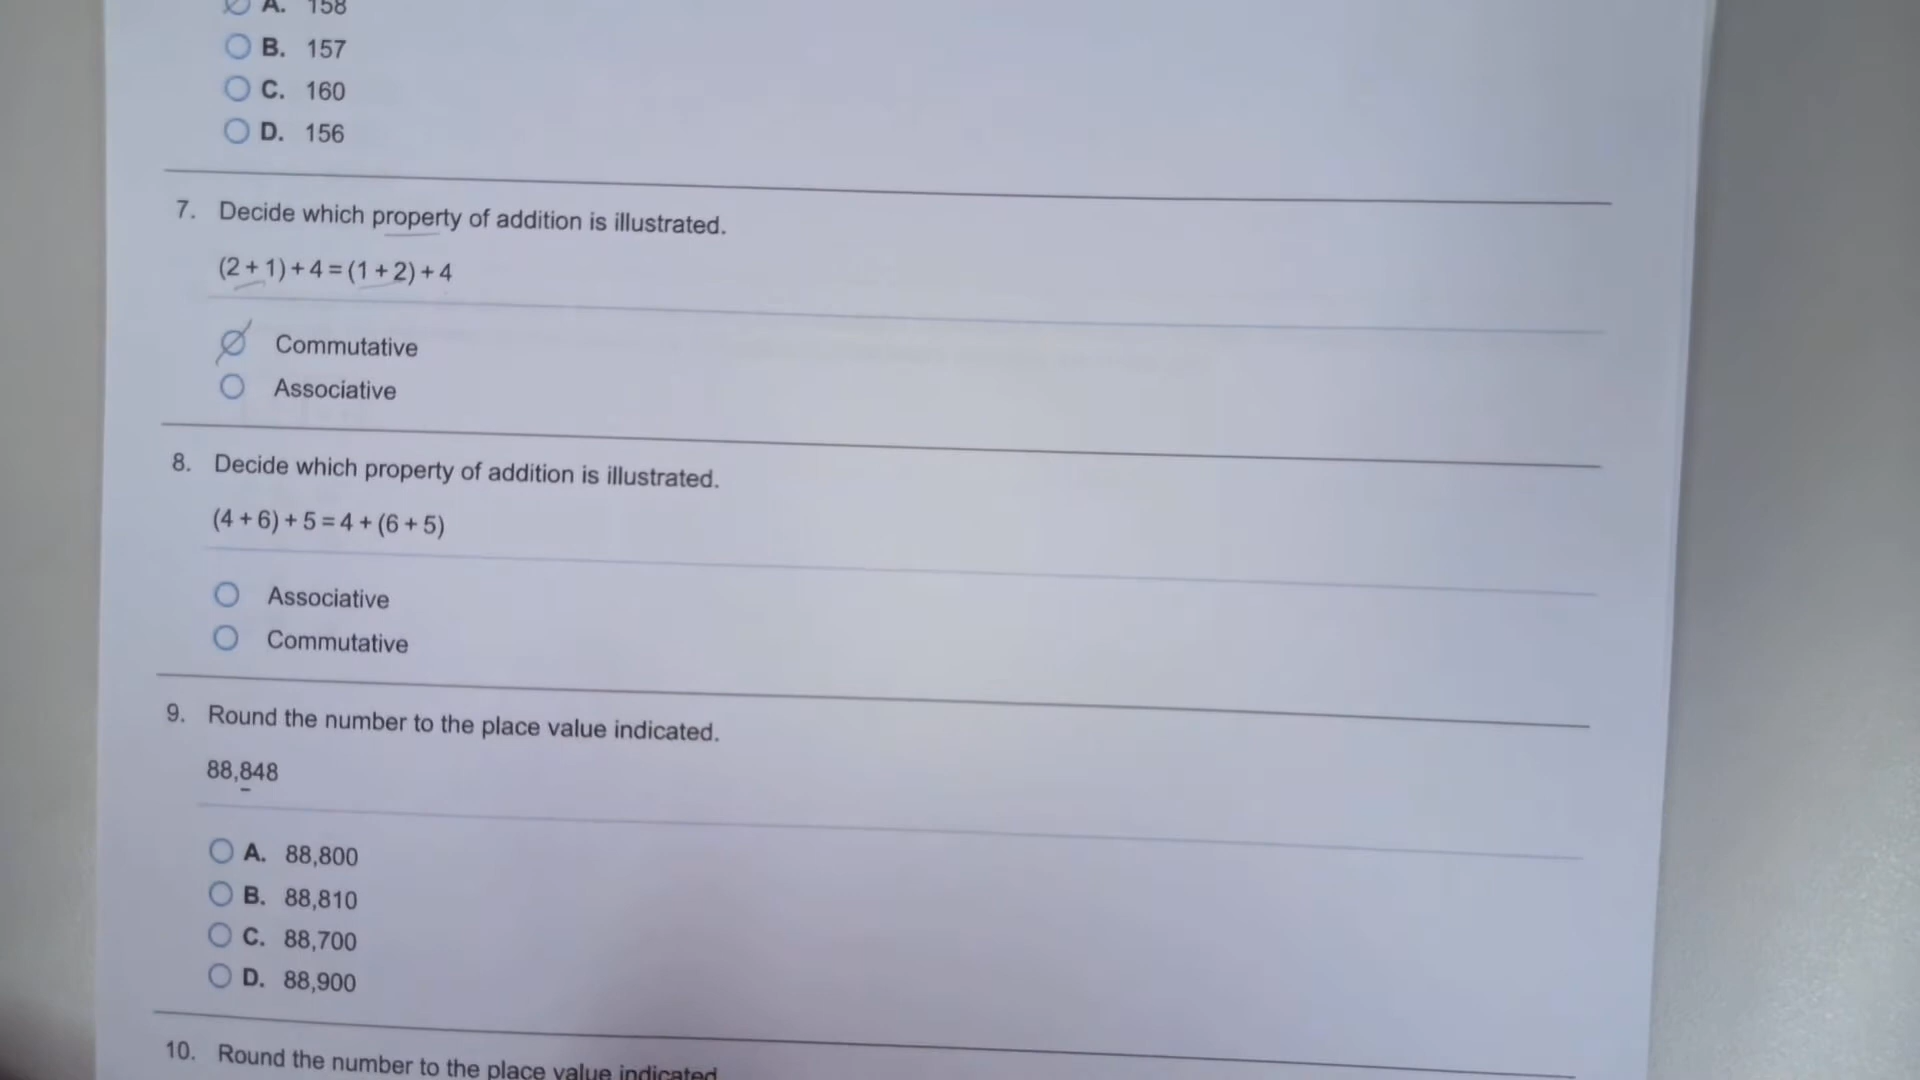 A. 158
B. 157
C. 160
D. 156
7. Decide which property of addition is illustrated.
(2 + 1) + 4 = (1 + 2) + 4
Commutative
Associative
8. Decide which property of addition is illustrated.
(4 + 6) + 5 = 4 + (6 + 5)
Associative
Commutative
9. Round the number to the place value indicated.
88,848
A. 88,800
B. 88,810
C. 88,700
D. 88,900
10. Round the number to the place value indicated